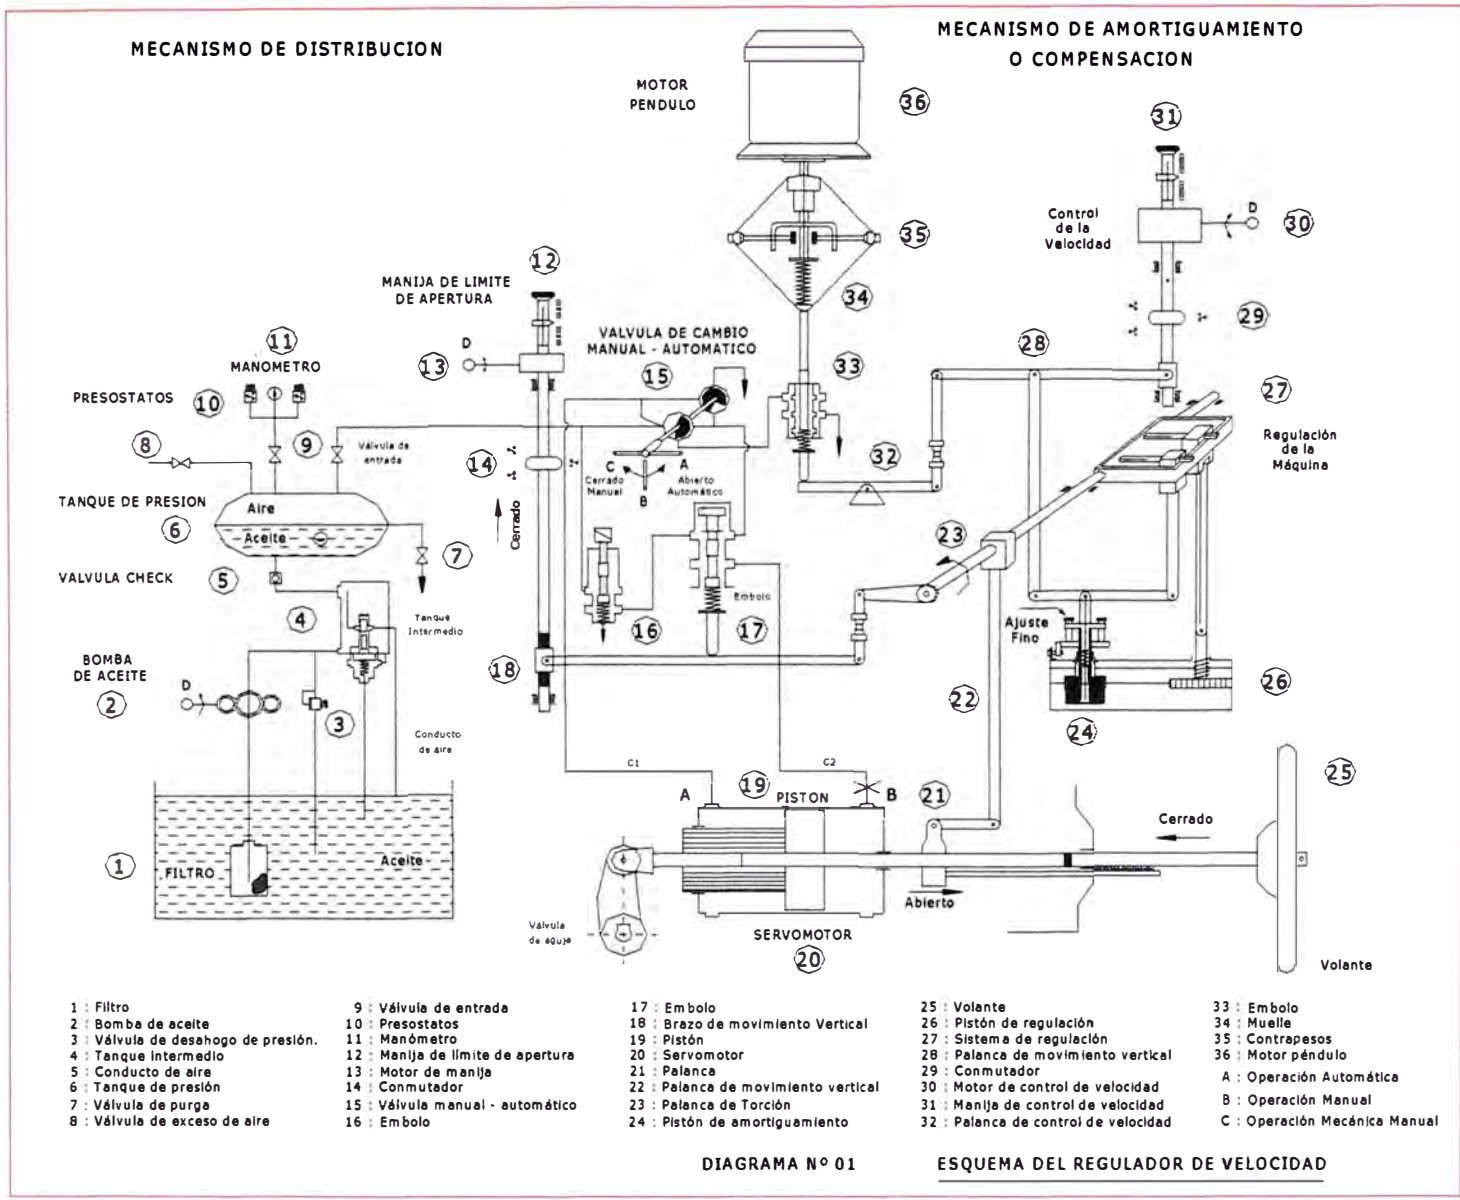 MECANISMO DE DISTRIBUCION
MECANISMO DE AMORTIGUAMIENTO
O COMPENSACION
MOTOR
PENDULO
36
31
Control
de la
Velocidad
D
30
35
12
MANIJA DE LIMITE
DE APERTURA
34
29
VALVULA DE CAMBIO
MANUAL - AUTOMATICO
28
11
MANOMETRO
D
13
15
33
27
PRESOSTATOS
10
8
9
Válvula de
entrada
14
C
Cerrado
Manual
A
Abierto
Automático
B
32
Regulación
de la
Máquina
TANQUE DE PRESION
6
Aire
Aceite
Cerrado
23
7
VALVULA CHECK
5
4
Tanque
Intermedio
Embolo
16
17
Ajuste
Fino
BOMBA
DE ACEITE
D
2
18
26
3
22
24
Conducto
de aire
C1
C2
19
PISTON
A
B
21
25
Cerrado
1
FILTRO
Aceite
Abierto
Válvula
de aguja
SERVOMOTOR
20
Volante
1 : Filtro
2 : Bomba de aceite
3 : Válvula de desahogo de presión.
4 : Tanque intermedio
5 : Conducto de aire
6 : Tanque de presión
7 : Válvula de purga
8 : Válvula de exceso de aire
9 : Válvula de entrada
10 : Presostatos
11 : Manómetro
12 : Manija de límite de apertura
13 : Motor de manija
14 : Conmutador
15 : Válvula manual - automático
16 : Embolo
17 : Embolo
18 : Brazo de movimiento Vertical
19 : Pistón
20 : Servomotor
21 : Palanca
22 : Palanca de movimiento vertical
23 : Palanca de Torción
24 : Pistón de amortiguamiento
25 : Volante
26 : Pistón de regulación
27 : Sistema de regulación
28 : Palanca de movimiento vertical
29 : Conmutador
30 : Motor de control de velocidad
31 : Manija de control de velocidad
32 : Palanca de control de velocidad
33 : Embolo
34 : Muelle
35 : Contrapesos
36 : Motor péndulo
A : Operación Automática
B : Operación Manual
C : Operación Mecánica Manual
DIAGRAMA Nº 01
ESQUEMA DEL REGULADOR DE VELOCIDAD